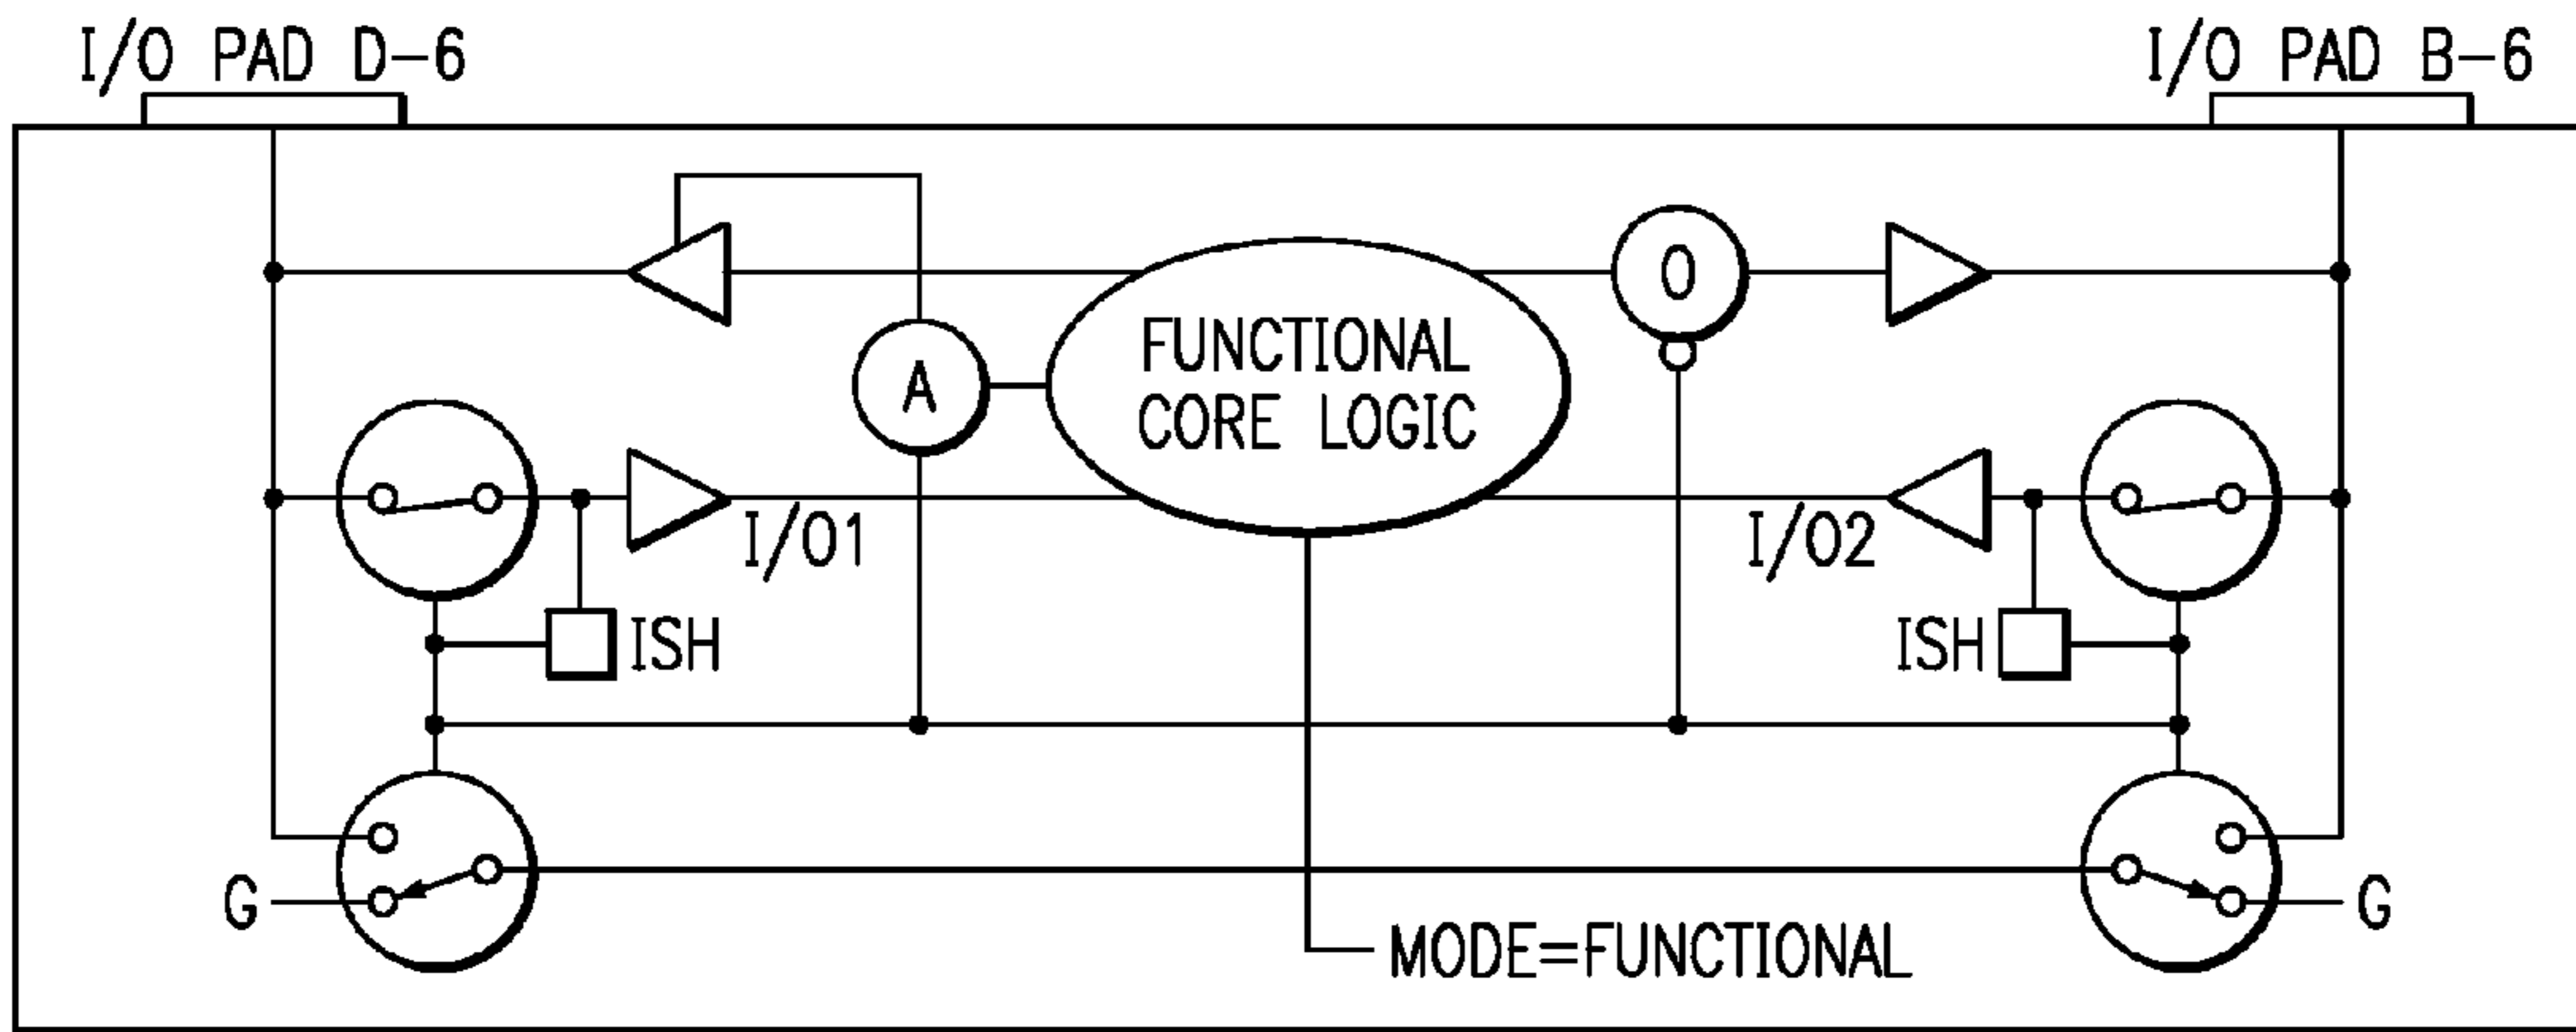 I/O PAD D-6
I/O PAD B-6
O
FUNCTIONAL
CORE LOGIC
A
I/O1
I/O2
ISH
ISH
G
G
MODE=FUNCTIONAL